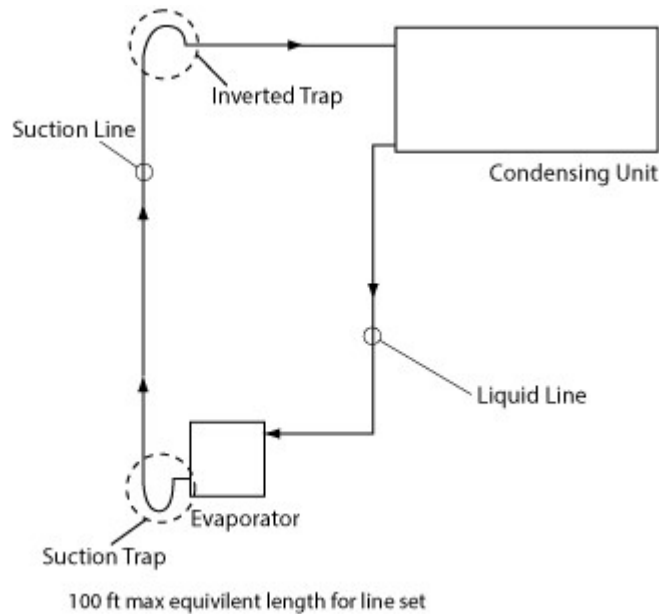 Inverted Trap
Suction Line
Condensing Unit
Liquid Line
Evaporator
Suction Trap
100 ft max equivilent length for line set